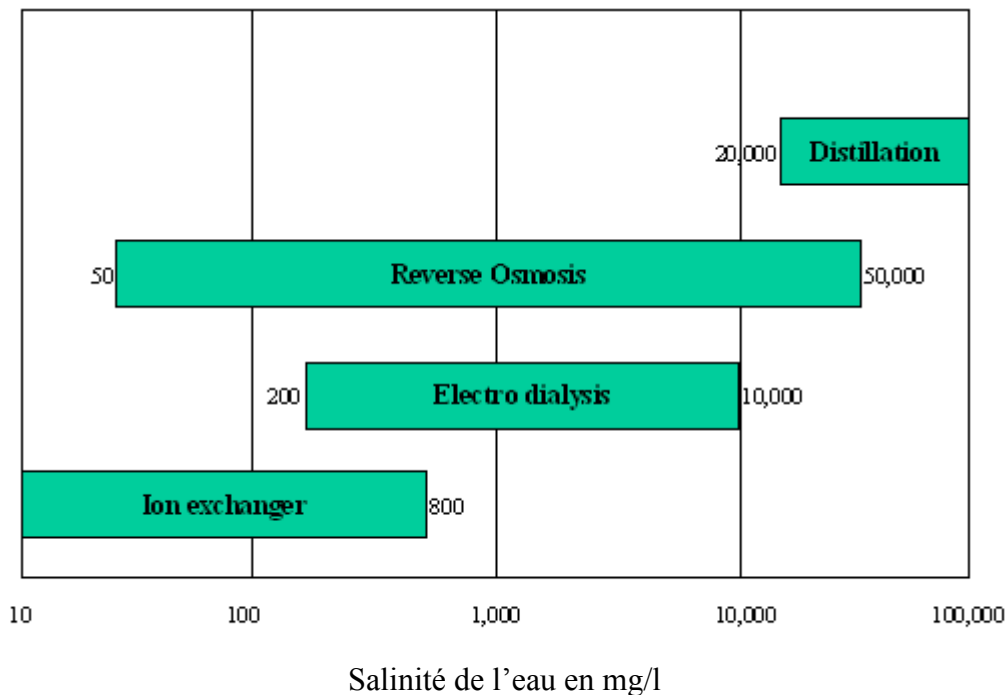 20,000 Distillation
50 Reverse Osmosis 50,000
200 Electro dialysis 10,000
Ion exchanger 800
10 100 1,000 10,000 100,000
Salinité de l’eau en mg/l